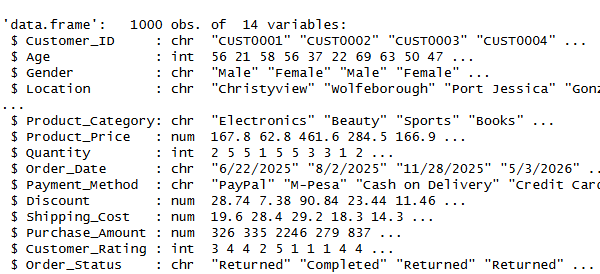 'data.frame':   1000 obs. of  14 variables:
 $ Customer_ID     : chr  "CUST0001" "CUST0002" "CUST0003" "CUST0004" ...
 $ Age             : int  56 21 58 56 37 22 69 63 50 47 ...
 $ Gender          : chr  "Male" "Female" "Male" "Female" ...
 $ Location        : chr  "Christyview" "Wolfeborough" "Port Jessica" "Gonz
...
 $ Product_Category: chr  "Electronics" "Beauty" "Sports" "Books" ...
 $ Product_Price   : num  167.8 62.8 461.6 284.5 166.9 ...
 $ Quantity        : int  2 5 5 1 5 5 3 3 1 2 ...
 $ Order_Date      : chr  "6/22/2025" "8/2/2025" "11/28/2025" "5/3/2026" ..
 $ Payment_Method  : chr  "PayPal" "M-Pesa" "Cash on Delivery" "Credit Card
 $ Discount        : num  28.74 7.38 90.84 23.44 11.46 ...
 $ Shipping_Cost   : num  19.6 28.4 29.2 18.3 14.3 ...
 $ Purchase_Amount : num  326 335 2246 279 837 ...
 $ Customer_Rating : int  3 4 4 2 5 1 1 1 4 4 ...
 $ Order_Status    : chr  "Returned" "Completed" "Returned" "Returned" ...